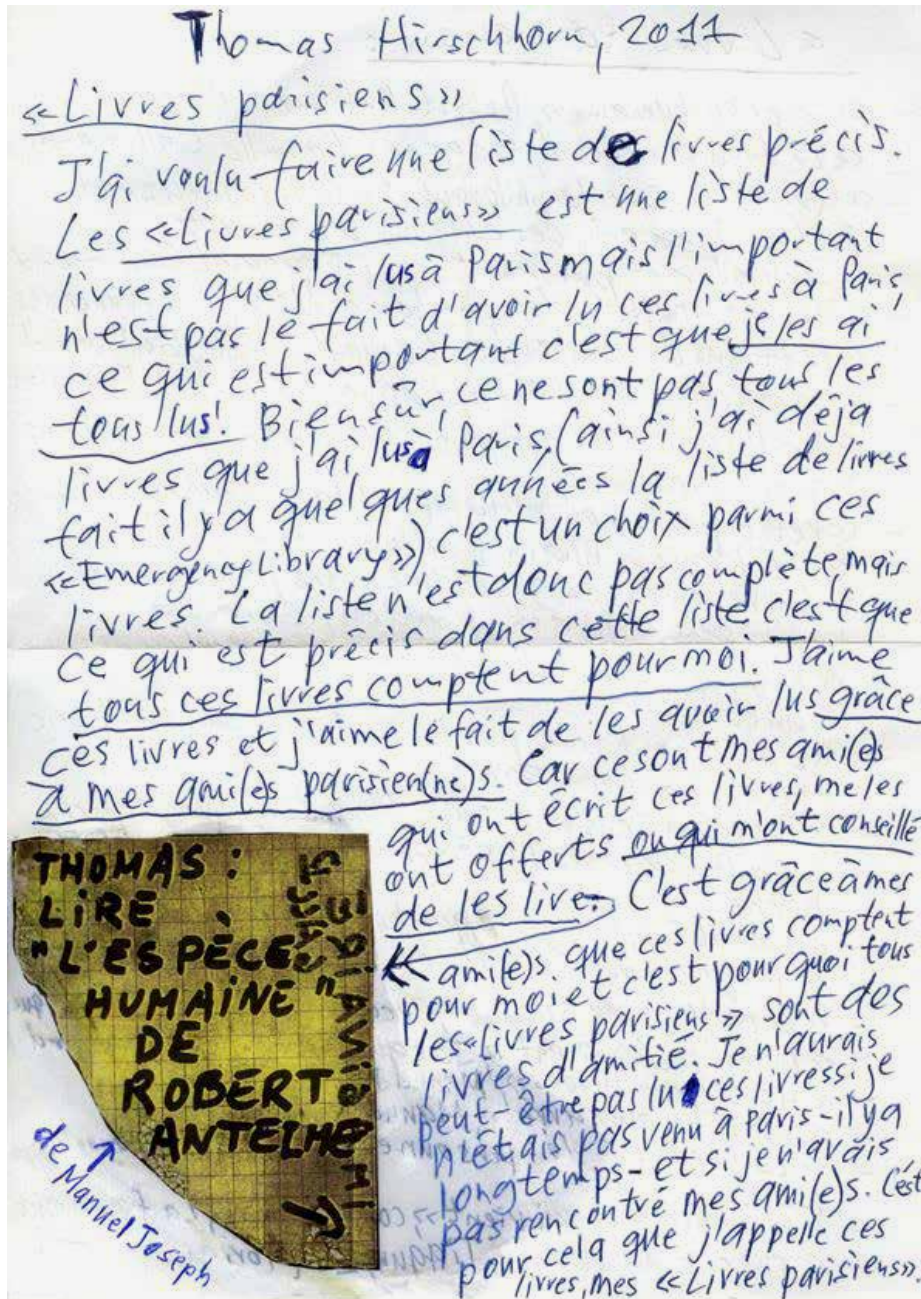 Thomas Hirschhorn, 2011
«Livres parisiens»
J'ai voulu faire une liste des livres précis.
Les «Livres parisiens» est une liste de
livres que j'ai lus à Paris mais l'important
n'est pas le fait d'avoir lu ces livres à Paris,
ce qui est important c'est que je les ai
tous lus! Bien sûr, ce ne sont pas tous les
livres que j'ai lus à Paris, (ainsi j'ai déja
fait il y a quelques années la liste de livres
«Emergency Library») c'est un choix parmi ces
livres. La liste n'est donc pas complète, mais
ce qui est précis dans cette liste c'est que
tous ces livres comptent pour moi. J'aime
ces livres et j'aime le fait de les avoir lus grâce
à mes ami(e)s parisien(ne)s. Car ce sont mes ami(e)s
qui ont écrit ces livres, me les
ont offerts ou qui m'ont conseillé
de les lire. C'est grâce à mes
ami(e)s que ces livres comptent
pour moi et c'est pourquoi tous
les «Livres parisiens» sont des
livres d'amitié. Je n'aurais
peut-être pas lu ces livres si je
n'étais pas venu à Paris - il y a
longtemps - et si je n'avais
pas rencontré mes ami(e)s. C'est
pour cela que j'appelle ces
livres, mes «Livres parisiens».
THOMAS :
LIRE
"L'ESPÈCE
HUMAINE"
DE
ROBERT
ANTELME
de Manuel Joseph